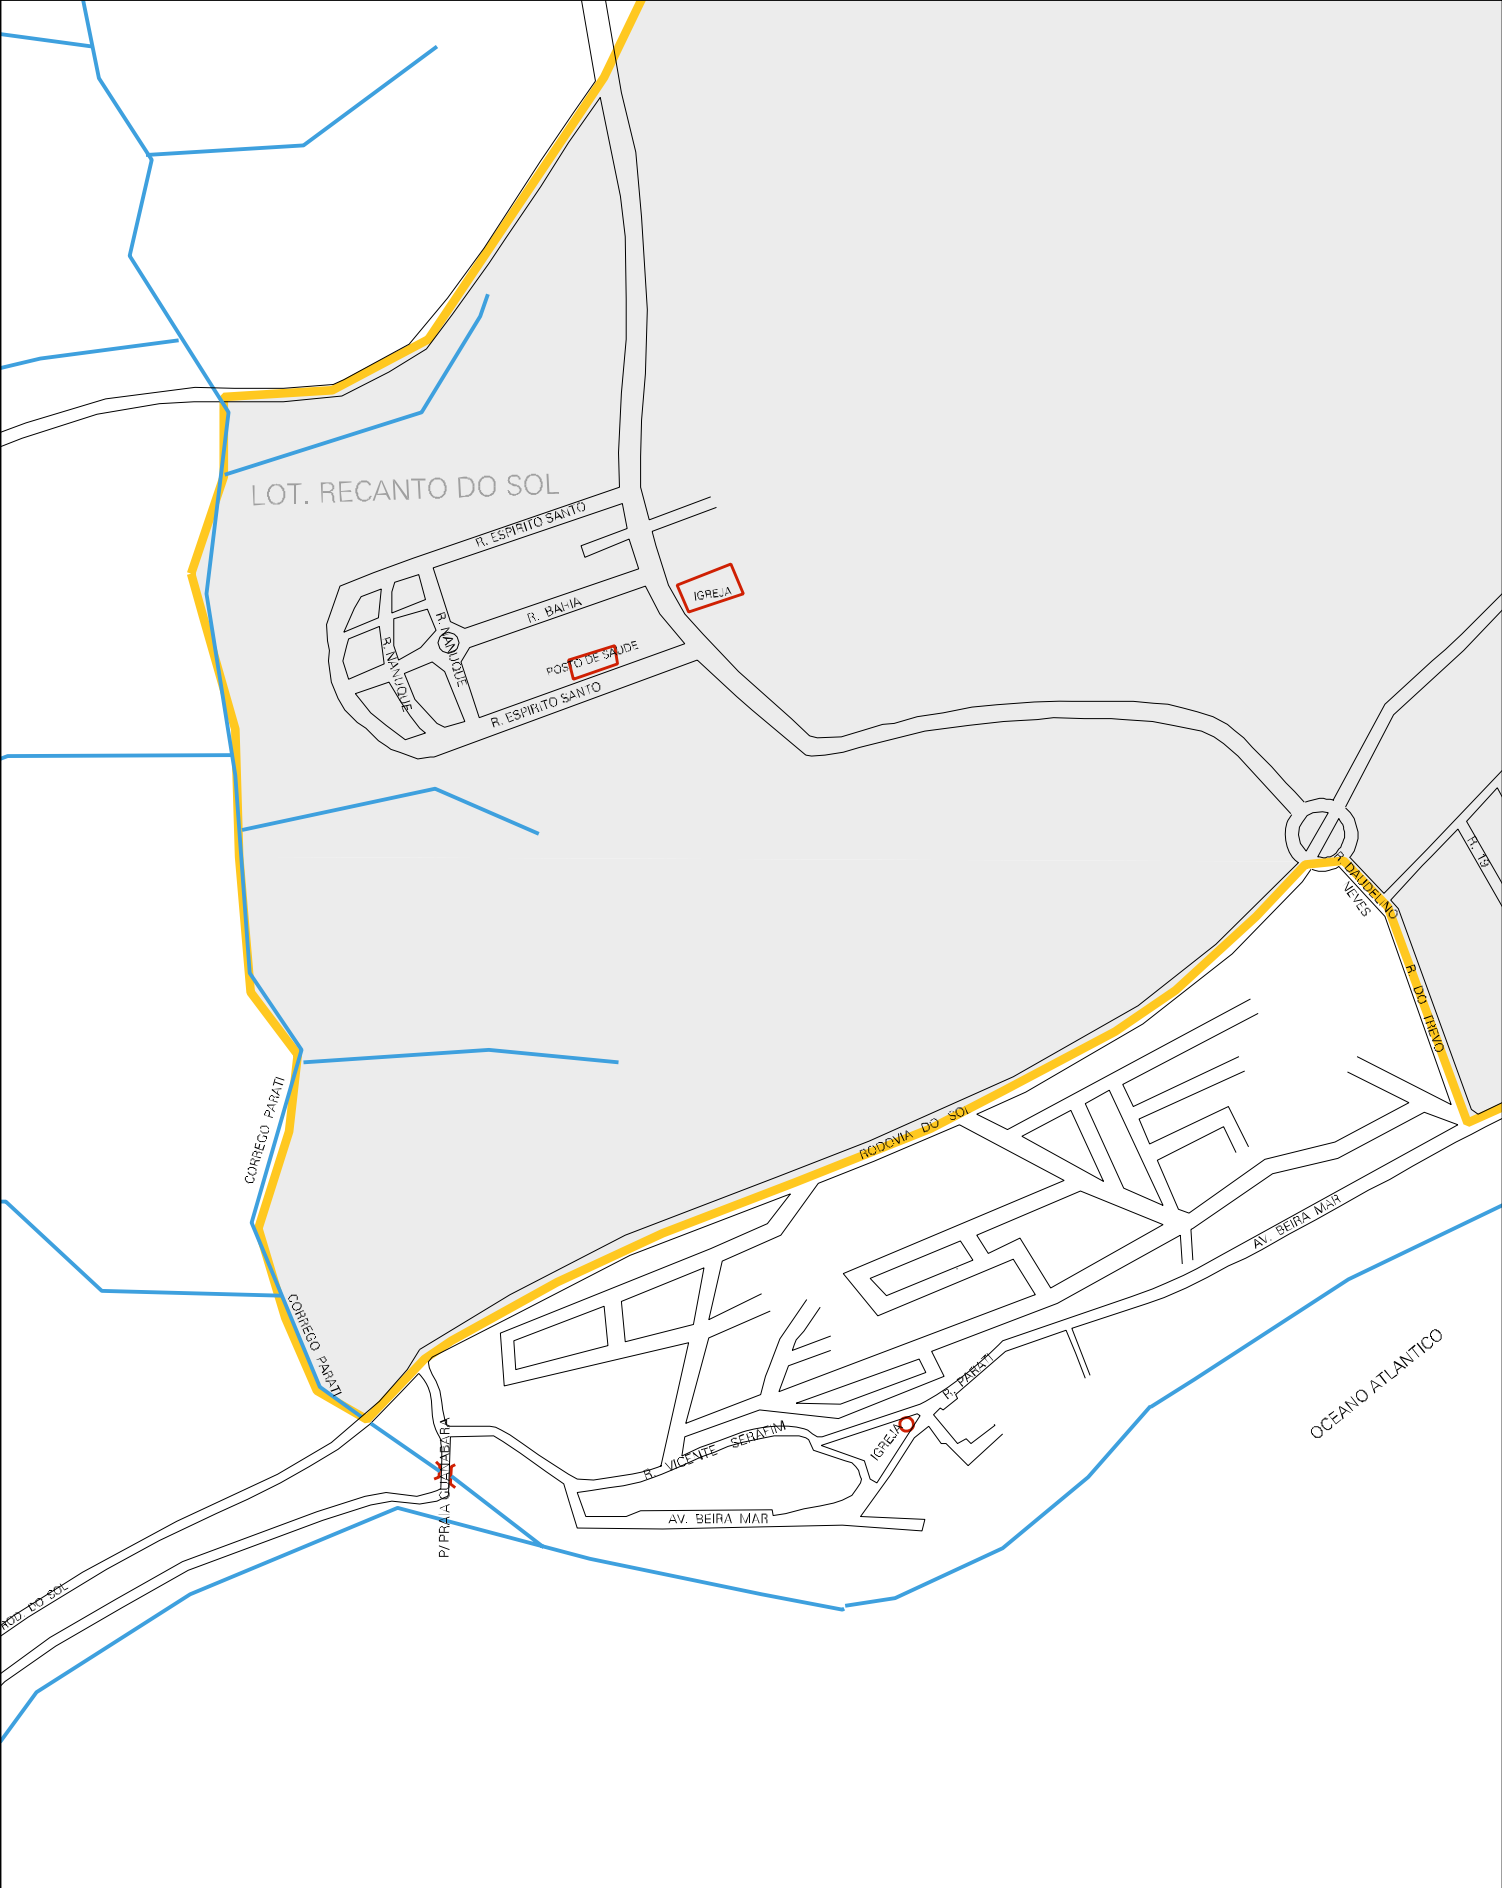 LOT. RECANTO DO SOL
R. ESPIRITO SANTO
IGREJA
R. BAHIA
R. NANUQUE
R. NANUQUE
POSTO DE SAUDE
R. ESPIRITO SANTO
R. 19
R. DAUDELINO
VEVES
R. DO TREVO
CORREGO PARATI
RODOVIA DO SOL
AV. BEIRA MAR
CORREGO PARATI
OCEANO ATLANTICO
R. PARATI
IGREJA
R. VICENTE SERAFIM
P/ PRAIA GUANABARA
AV. BEIRA MAR
ROD. DO SOL